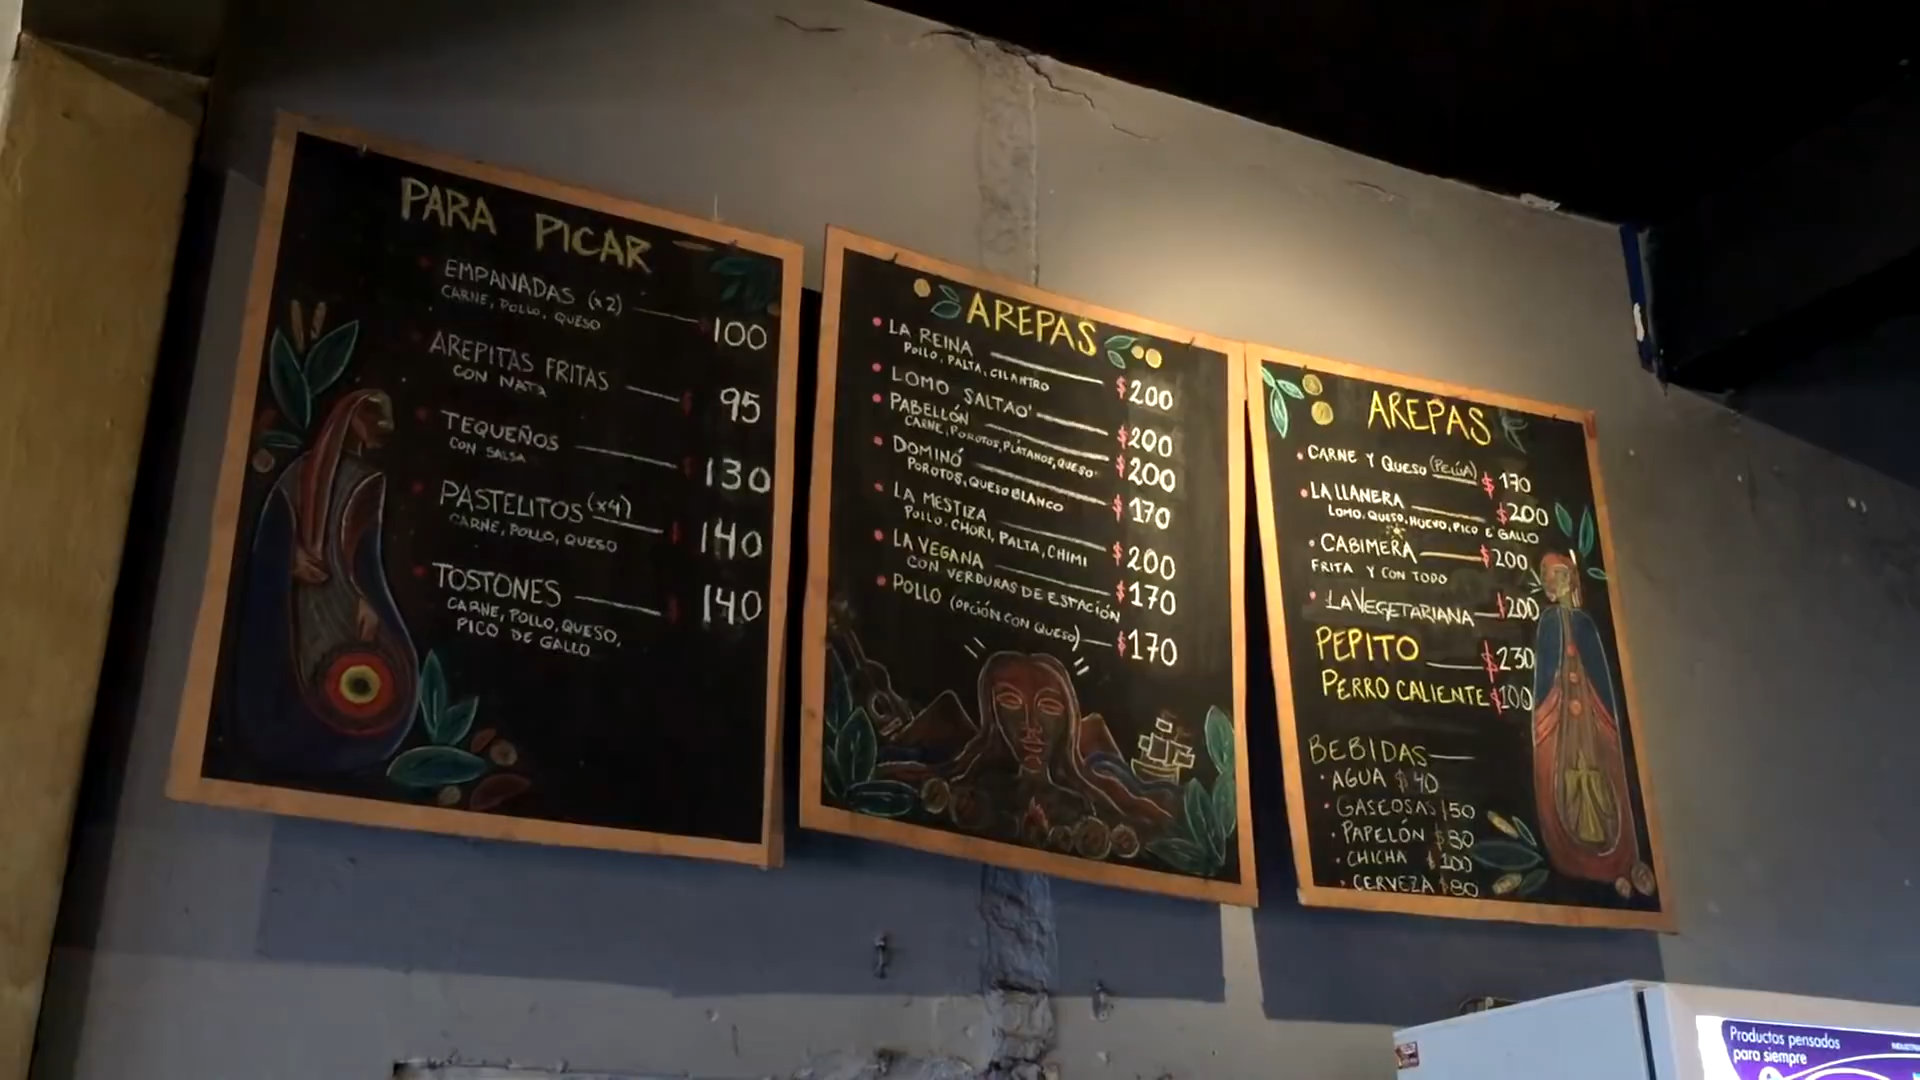 PARA PICAR
EMPANADAS (x2) 100
CARNE, POLLO, QUESO
AREPITAS FRITAS 95
CON NATA
TEQUEÑOS 130
CON SALSA
PASTELITOS (x4) 140
CARNE, POLLO, QUESO
TOSTONES 140
CARNE, POLLO, QUESO,
PICO DE GALLO
AREPAS
LA REINA $200
POLLO, PALTA, CILANTRO
LOMO SALTAO' $200
PABELLÓN $200
CARNE, POROTOS, PLÁTANOS, QUESO
DOMINÓ $170
POROTOS, QUESO BLANCO
LA MESTIZA $200
POLLO, CHORI, PALTA, CHIMI
LA VEGANA $170
CON VERDURAS DE ESTACIÓN
POLLO (OPCIÓN CON QUESO) $170
AREPAS
CARNE Y QUESO (PELÚA) $170
LA LLANERA $200
LOMO, QUESO, HUEVO, PICO E GALLO
CABIMERA $200
FRITA Y CON TODO
LA VEGETARIANA $200
PEPITO $230
PERRO CALIENTE $100
BEBIDAS
AGUA $40
GASEOSAS 150
PAPELÓN $80
CHICHA $100
CERVEZA $80
Productos pensados
para siempre